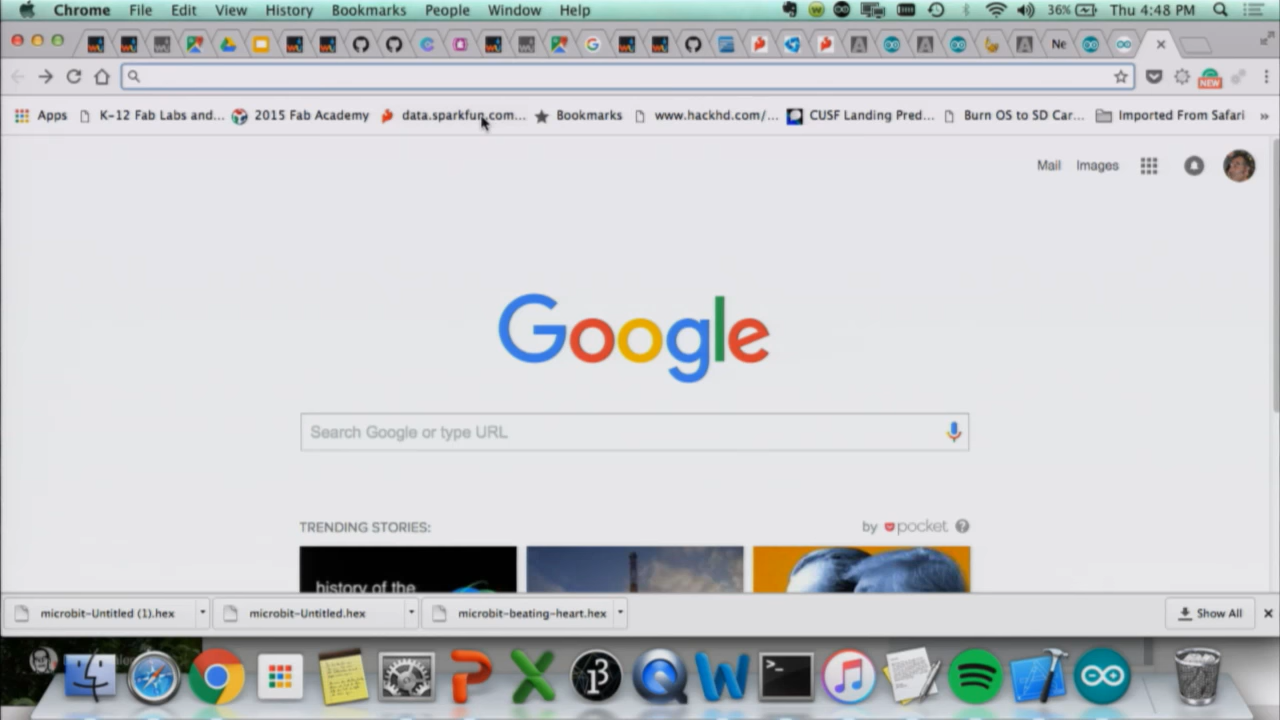 Chrome File Edit View History Bookmarks People Window Help 36% Thu 4:48 PM
Ne
Apps K-12 Fab Labs and... 2015 Fab Academy data.sparkfun.com... Bookmarks www.hackhd.com/... CUSF Landing Pred... Burn OS to SD Car... Imported From Safari »
NEW
Mail Images
Google
Search Google or type URL
TRENDING STORIES: by pocket
history of the
microbit-Untitled (1).hex microbit-Untitled.hex microbit-beating-heart.hex Show All